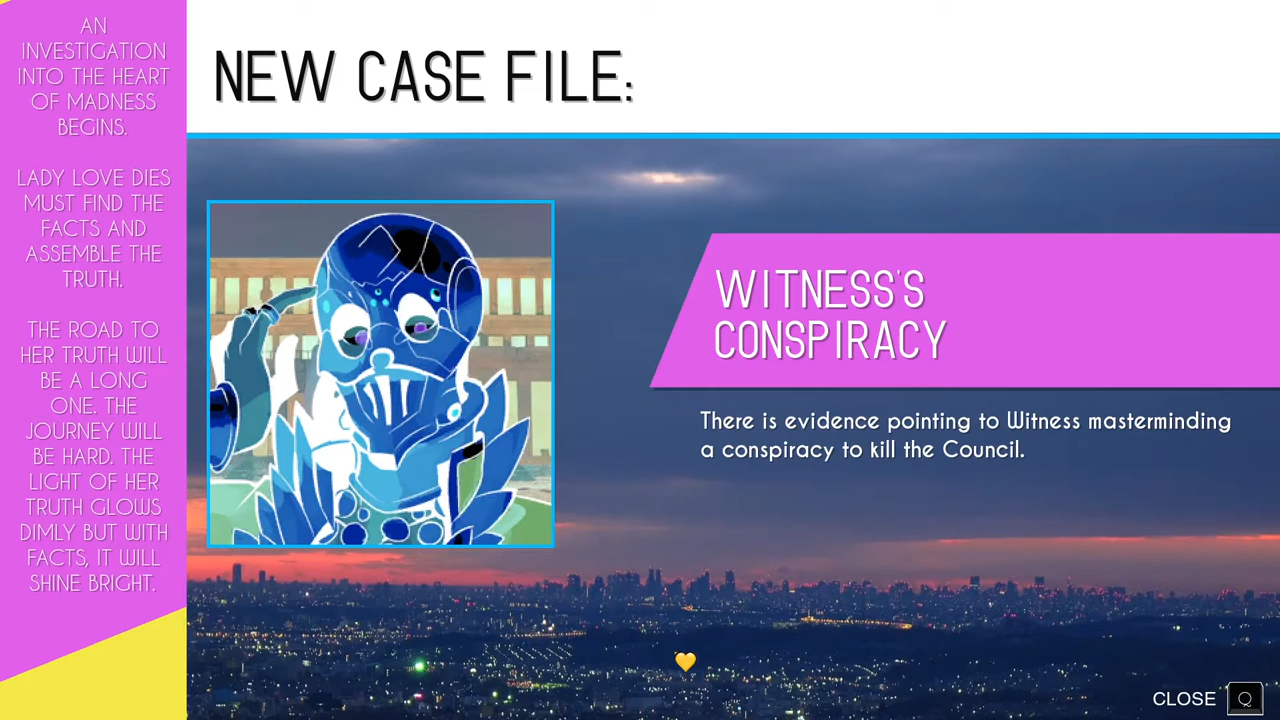 AN
INVESTIGATION
INTO THE HEART
OF MADNESS
BEGINS.
LADY LOVE DIES
MUST FIND THE
FACTS AND
ASSEMBLE THE
TRUTH.
THE ROAD TO
HER TRUTH WILL
BE A LONG
ONE. THE
JOURNEY WILL
BE HARD. THE
LIGHT OF HER
TRUTH GLOWS
DIMLY BUT WITH
FACTS, IT WILL
SHINE BRIGHT.
NEW CASE FILE:
WITNESS'S
CONSPIRACY
There is evidence pointing to Witness masterminding
a conspiracy to kill the Council.
CLOSE Q